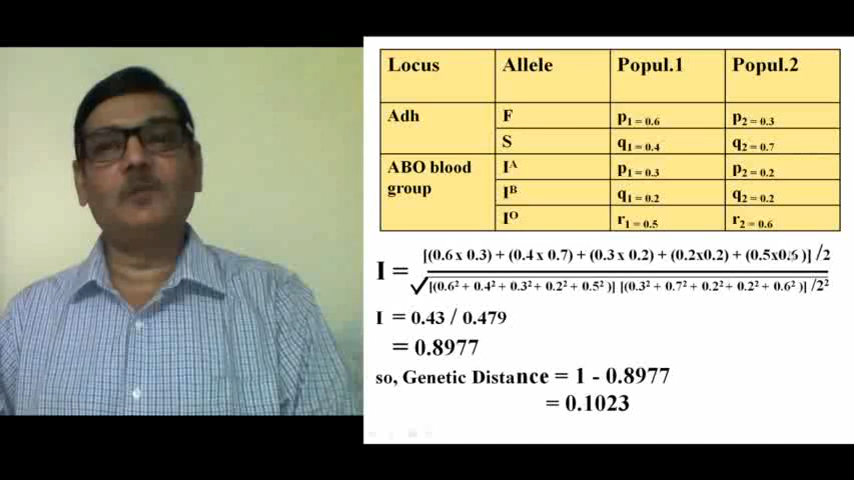 Locus Allele Popul.1 Popul.2
Adh F p1 = 0.6 p2 = 0.3
S q1 = 0.4 q2 = 0.7
ABO blood group Iᴬ p1 = 0.3 p2 = 0.2
Iᴮ q1 = 0.2 q2 = 0.2
Iᴼ r1 = 0.5 r2 = 0.6
I = [(0.6 x 0.3) + (0.4 x 0.7) + (0.3 x 0.2) + (0.2x0.2) + (0.5x0.6 )] /2
√[(0.6² + 0.4² + 0.3² + 0.2² + 0.5² )] [(0.3² + 0.7² + 0.2² + 0.2² + 0.6² )] /2²
I = 0.43 / 0.479
= 0.8977
so, Genetic Distance = 1 - 0.8977
= 0.1023